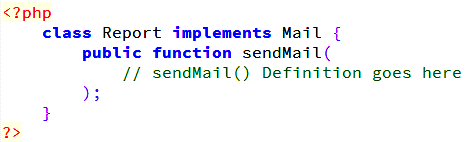 <?php
class Report implements Mail {
public function sendMail(
// sendMail() Definition goes here
);
}
?>